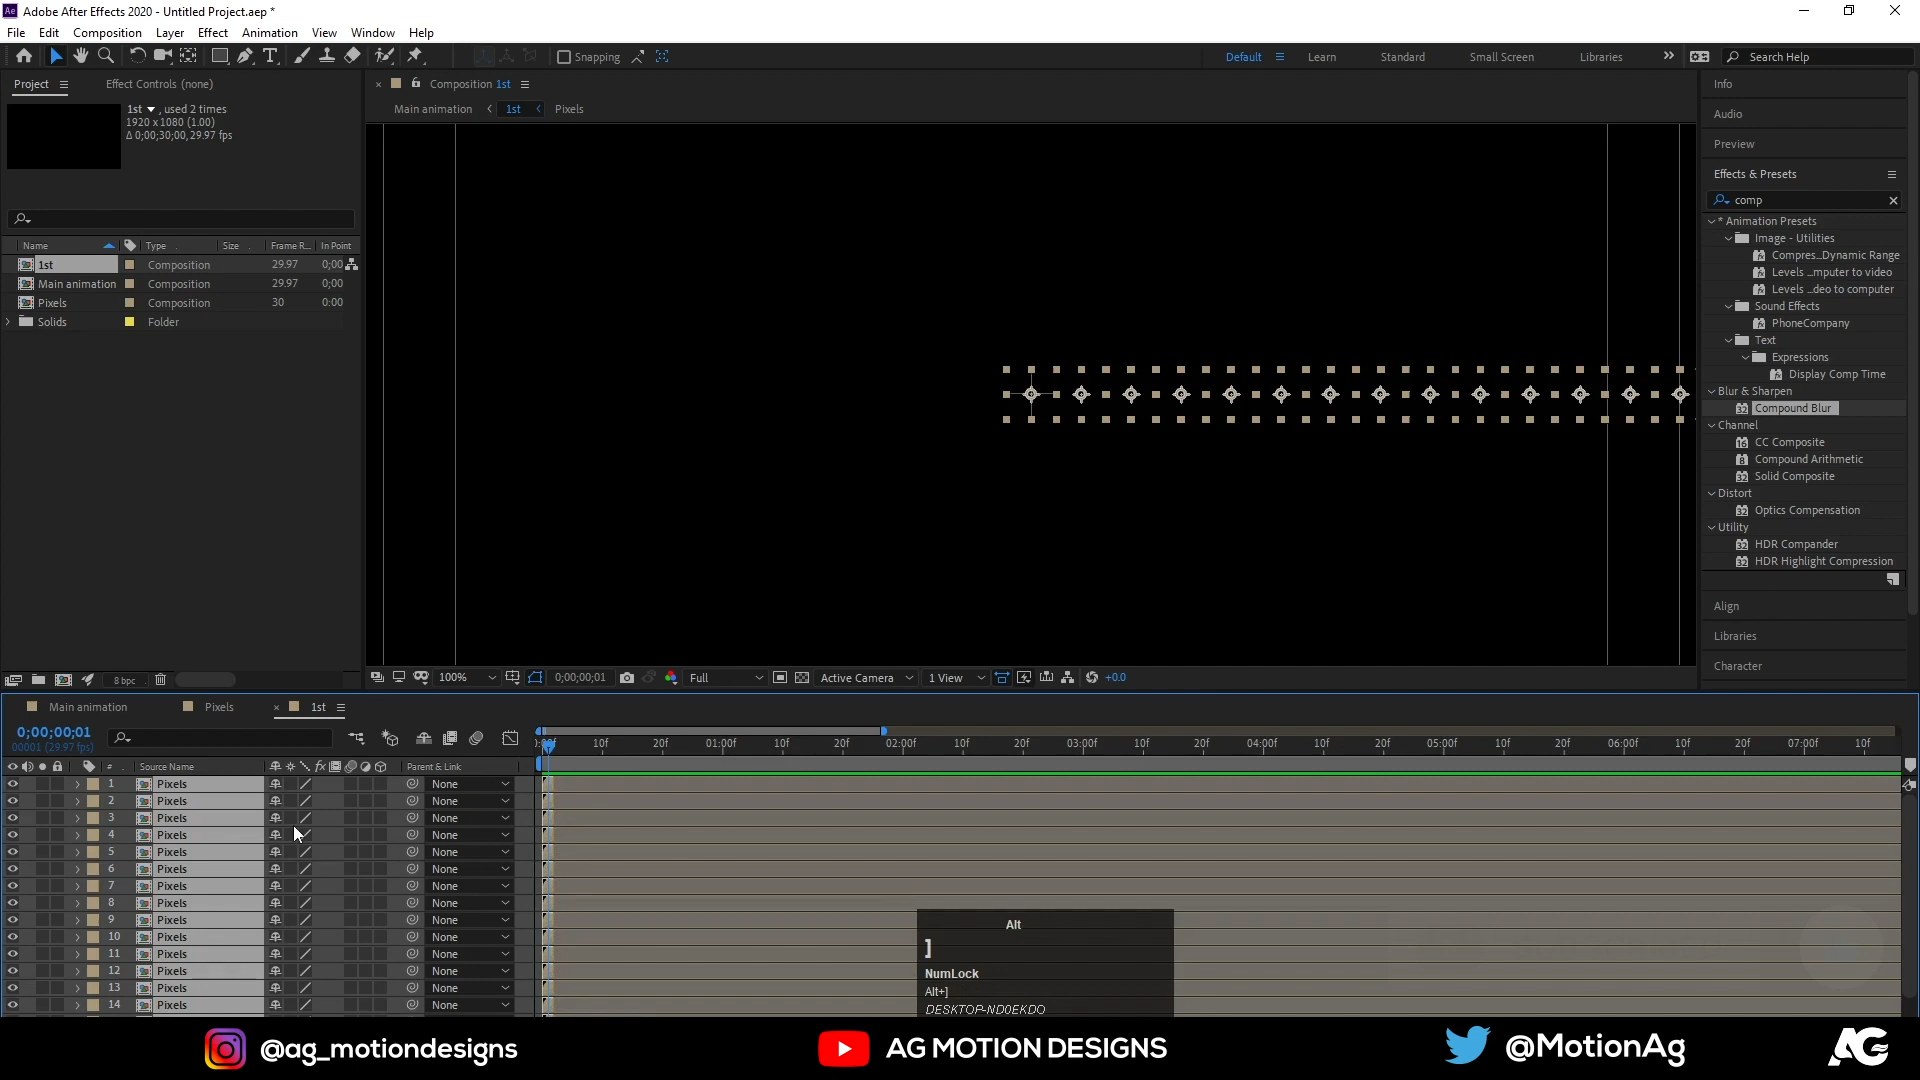 Adobe After Effects 2020 - Untitled Project.aep *
File Edit Composition Layer Effect Animation View Window Help
Snapping Default Learn Standard Small Screen Libraries Search Help
Project Effect Controls (none)
1st , used 2 times
1920 x 1080 (1.00)
Δ 0;00;30;00, 29.97 fps
Name Type Size Frame R... In Point
1st Composition 29.97 0;00
Main animation Composition 29.97 0;00
Pixels Composition 30 0:00
Solids Folder
8 bpc
Composition 1st
Main animation 1st Pixels
100% 0;00;00;01 Full Active Camera 1 View +0.0
Info
Audio
Preview
Effects & Presets
comp
* Animation Presets
Image - Utilities
Compres...Dynamic Range
Levels ...mputer to video
Levels ...deo to computer
Sound Effects
PhoneCompany
Text
Expressions
Display Comp Time
Blur & Sharpen
Compound Blur
Channel
CC Composite
Compound Arithmetic
Solid Composite
Distort
Optics Compensation
Utility
HDR Compander
HDR Highlight Compression
Align
Libraries
Character
Main animation Pixels 1st
0;00;00;01
00001 (29.97 fps)
10f 20f 01:00f 10f 20f 02:00f 10f 20f 03:00f 10f 20f 04:00f 10f 20f 05:00f 10f 20f 06:00f 10f 20f 07:00f 10f
# Source Name Parent & Link
1 Pixels None
2 Pixels None
3 Pixels None
4 Pixels None
5 Pixels None
6 Pixels None
7 Pixels None
8 Pixels None
9 Pixels None
10 Pixels None
11 Pixels None
12 Pixels None
13 Pixels None
14 Pixels None
Alt
]
NumLock
Alt+]
DESKTOP-ND0EKDO
@ag_motiondesigns AG MOTION DESIGNS @MotionAg AG